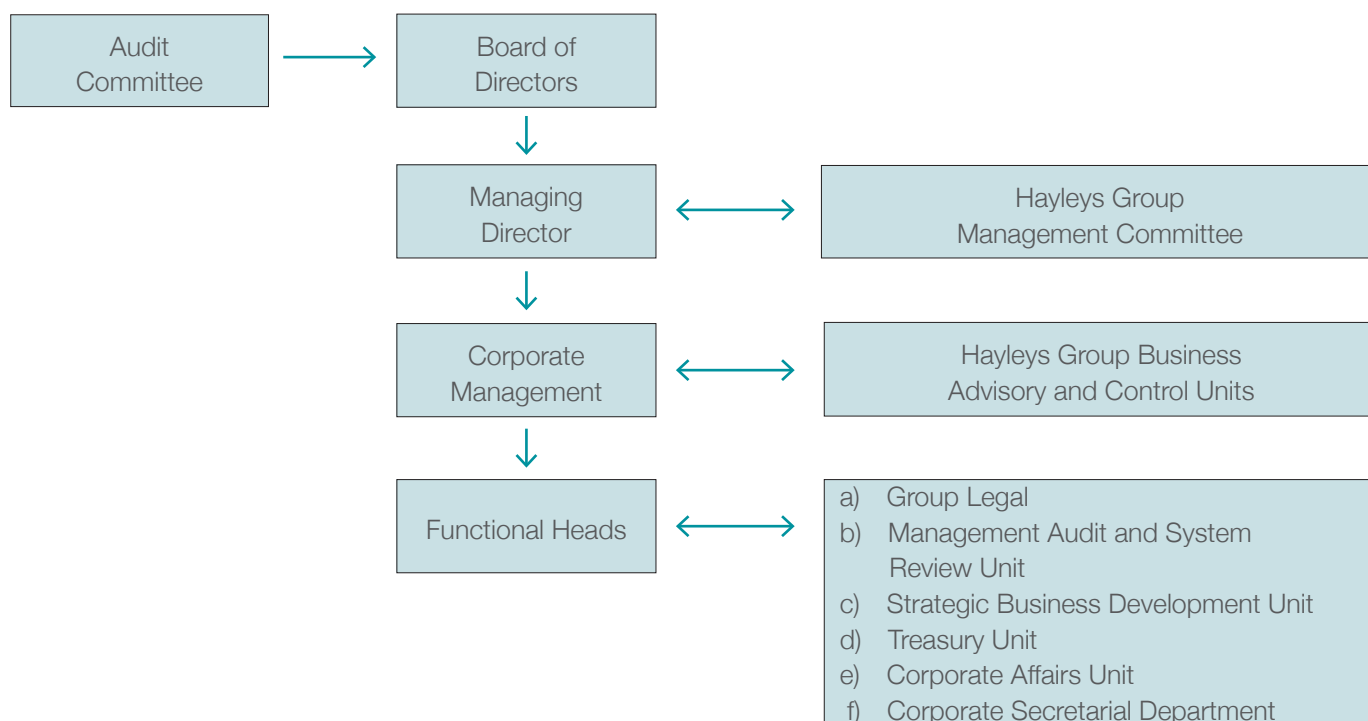 Audit
Committee
Board of
Directors
Managing
Director
Hayleys Group
Management Committee
Corporate
Management
Hayleys Group Business
Advisory and Control Units
Functional Heads
a) Group Legal
b) Management Audit and System
Review Unit
c) Strategic Business Development Unit
d) Treasury Unit
e) Corporate Affairs Unit
f) Corporate Secretarial Department